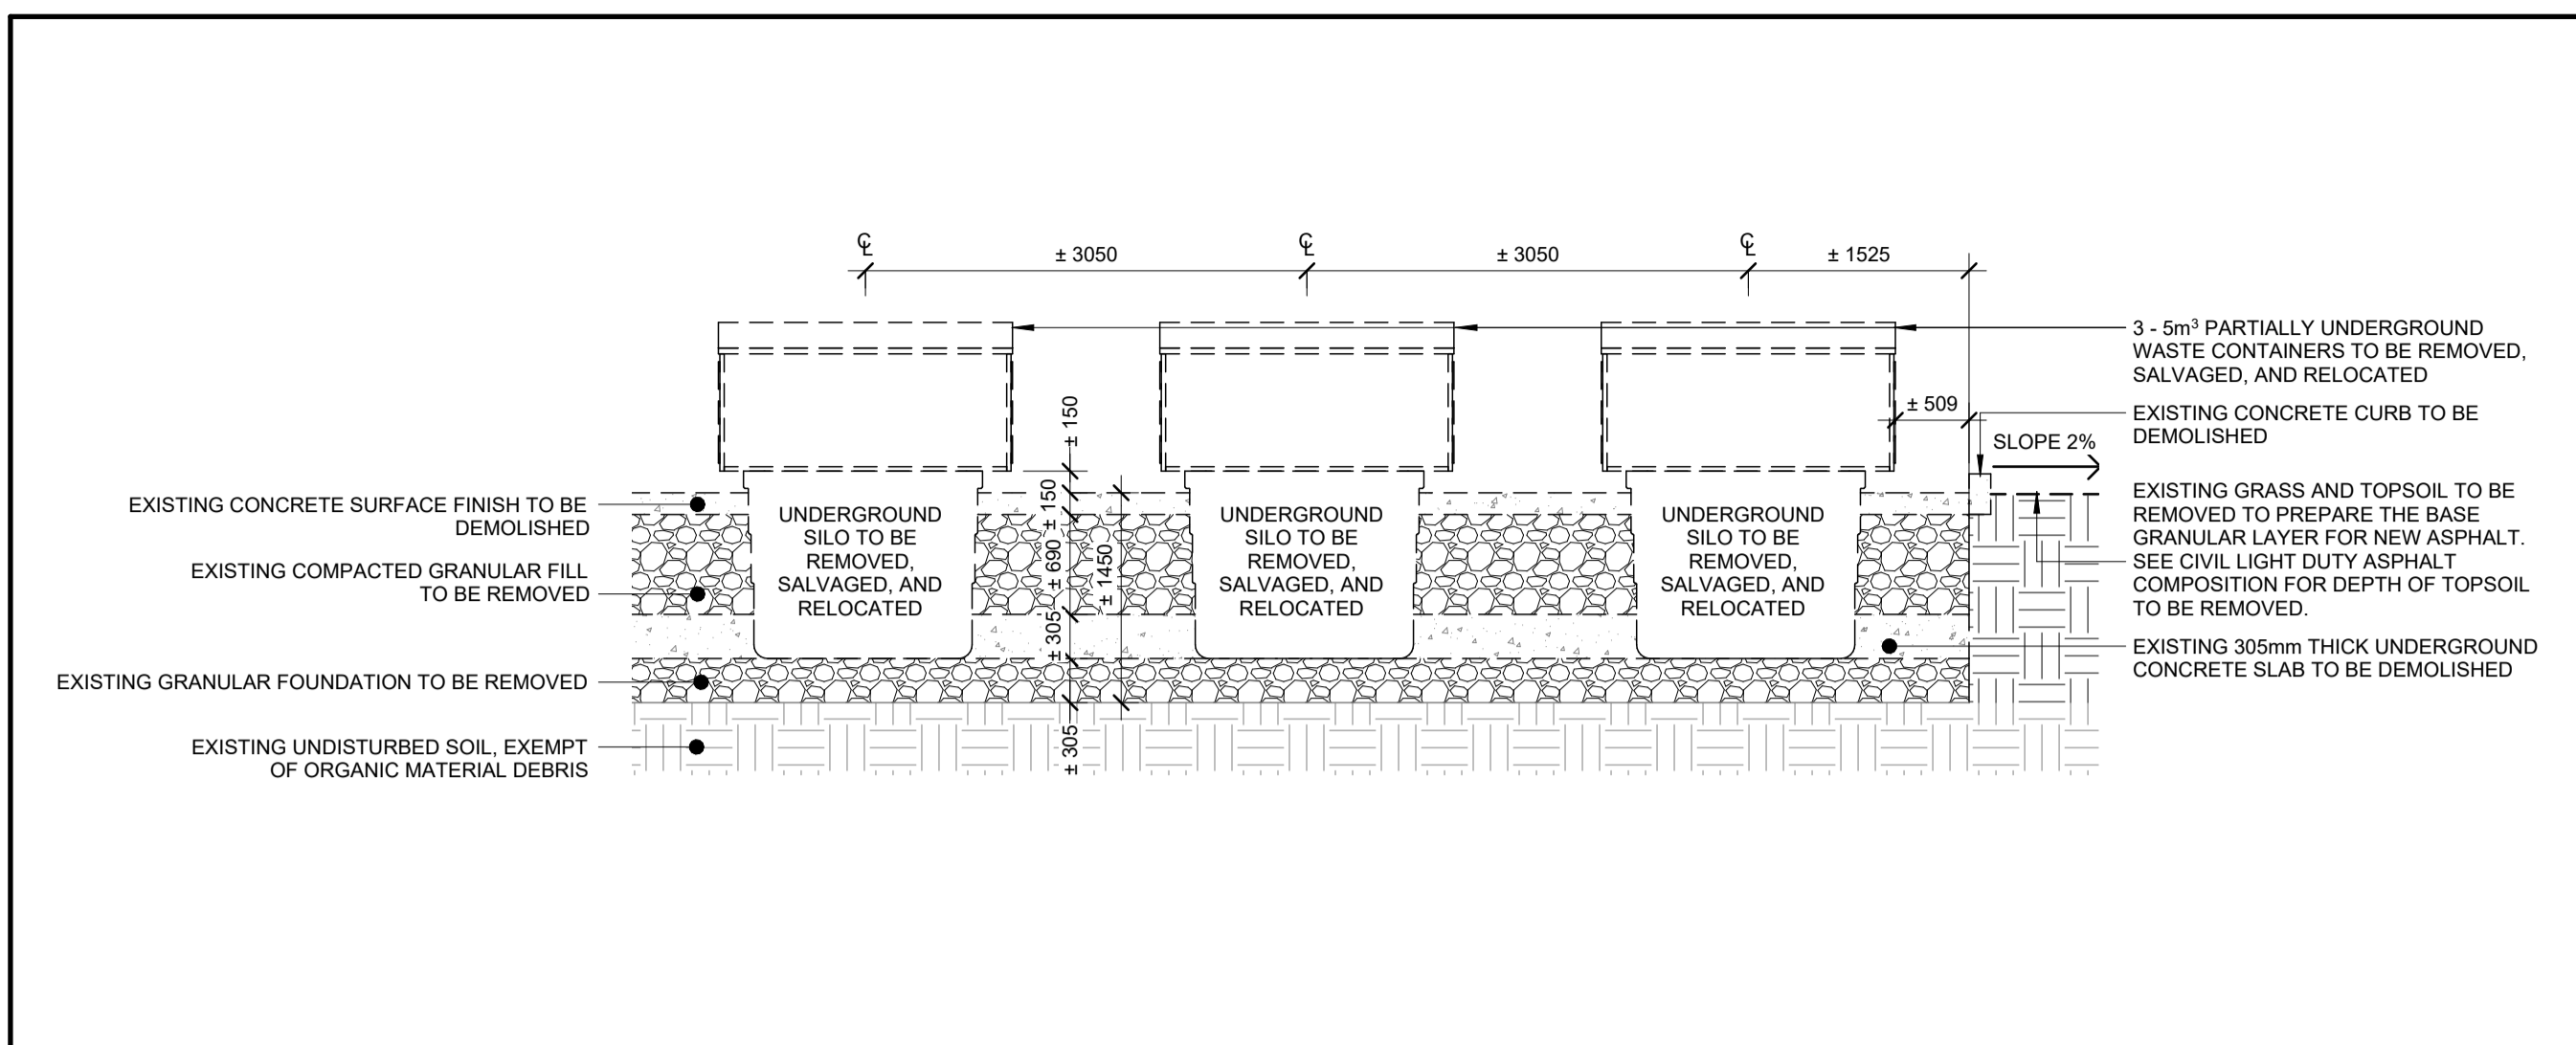 ℄
℄
℄
± 3050
± 3050
± 1525
3 - 5m³ PARTIALLY UNDERGROUND
WASTE CONTAINERS TO BE REMOVED,
SALVAGED, AND RELOCATED
± 509
EXISTING CONCRETE CURB TO BE
DEMOLISHED
SLOPE 2%
± 150
± 150
± 690
± 1450
± 305
± 305
EXISTING CONCRETE SURFACE FINISH TO BE
DEMOLISHED
EXISTING COMPACTED GRANULAR FILL
TO BE REMOVED
EXISTING GRANULAR FOUNDATION TO BE REMOVED
EXISTING UNDISTURBED SOIL, EXEMPT
OF ORGANIC MATERIAL DEBRIS
UNDERGROUND
SILO TO BE
REMOVED,
SALVAGED, AND
RELOCATED
UNDERGROUND
SILO TO BE
REMOVED,
SALVAGED, AND
RELOCATED
UNDERGROUND
SILO TO BE
REMOVED,
SALVAGED, AND
RELOCATED
EXISTING GRASS AND TOPSOIL TO BE
REMOVED TO PREPARE THE BASE
GRANULAR LAYER FOR NEW ASPHALT.
SEE CIVIL LIGHT DUTY ASPHALT
COMPOSITION FOR DEPTH OF TOPSOIL
TO BE REMOVED.
EXISTING 305mm THICK UNDERGROUND
CONCRETE SLAB TO BE DEMOLISHED